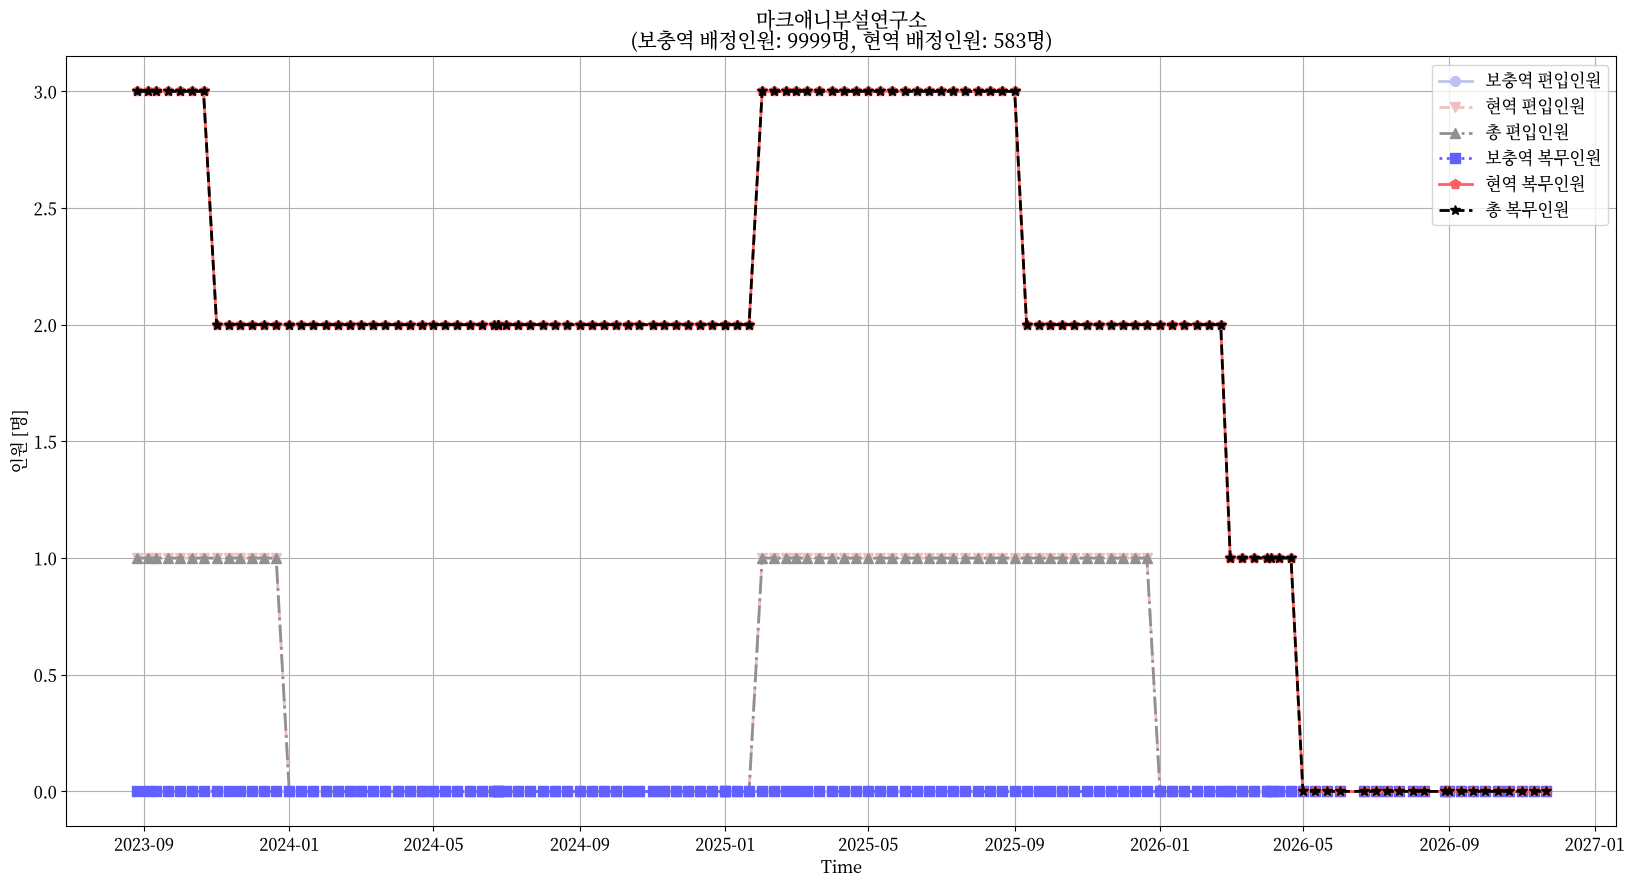 마크애니부설연구소
(보충역 배정인원: 9999명, 현역 배정인원: 583명)
보충역 편입인원
현역 편입인원
총 편입인원
보충역 복무인원
현역 복무인원
총 복무인원
인원 [명]
3.0
2.5
2.0
1.5
1.0
0.5
0.0
2023-09
2024-01
2024-05
2024-09
2025-01
2025-05
2025-09
2026-01
2026-05
2026-09
2027-01
Time